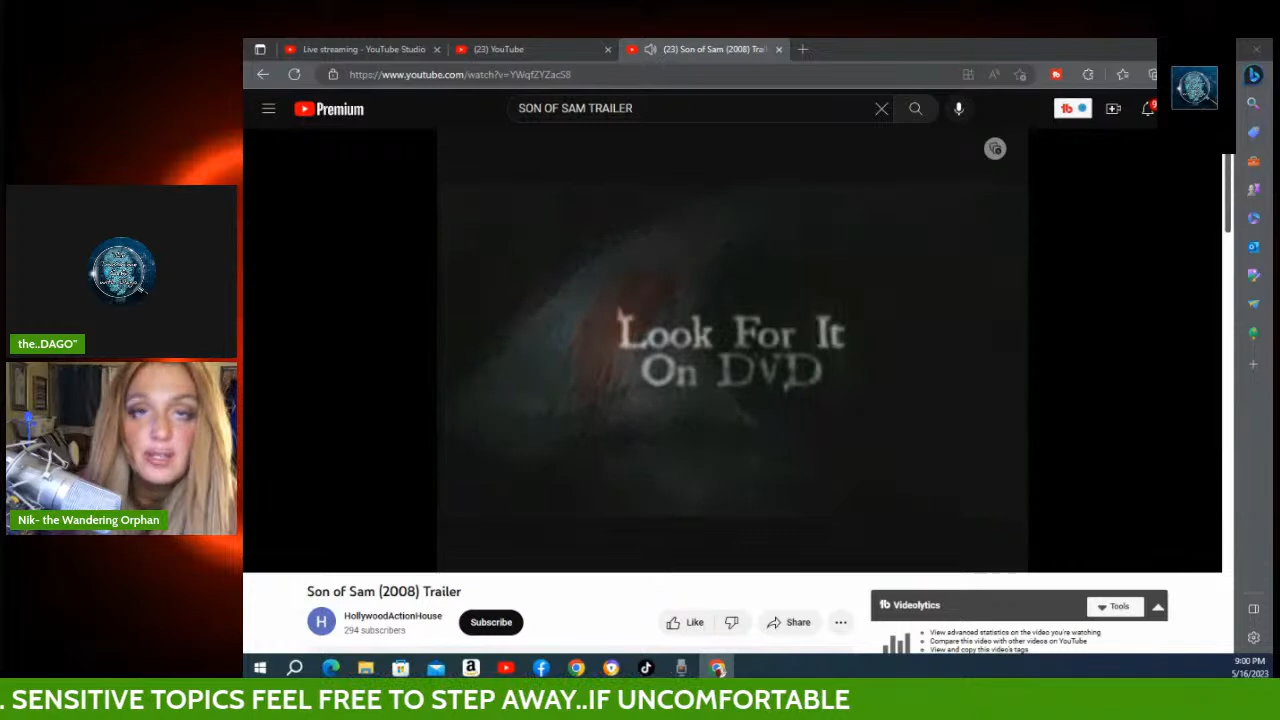 Live streaming - YouTube Studio
(23) YouTube
(23) Son of Sam (2008) Trai
https://www.youtube.com/watch?v=YWqfZYZacS8
Premium
SON OF SAM TRAILER
tb
9
Look For It
On DVD
the..DAGO"
Nik- the Wandering Orphan
Son of Sam (2008) Trailer
H
HollywoodActionHouse
294 subscribers
Subscribe
Like
Share
tb Videolytics
Tools
View advanced statistics on the video you're watching
Compare this video with other videos on YouTube
View and copy this video's tags
9:00 PM
5/16/2023
. SENSITIVE TOPICS FEEL FREE TO STEP AWAY..IF UNCOMFORTABLE